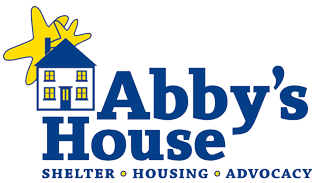 Abby's
House
SHELTER • HOUSING • ADVOCACY